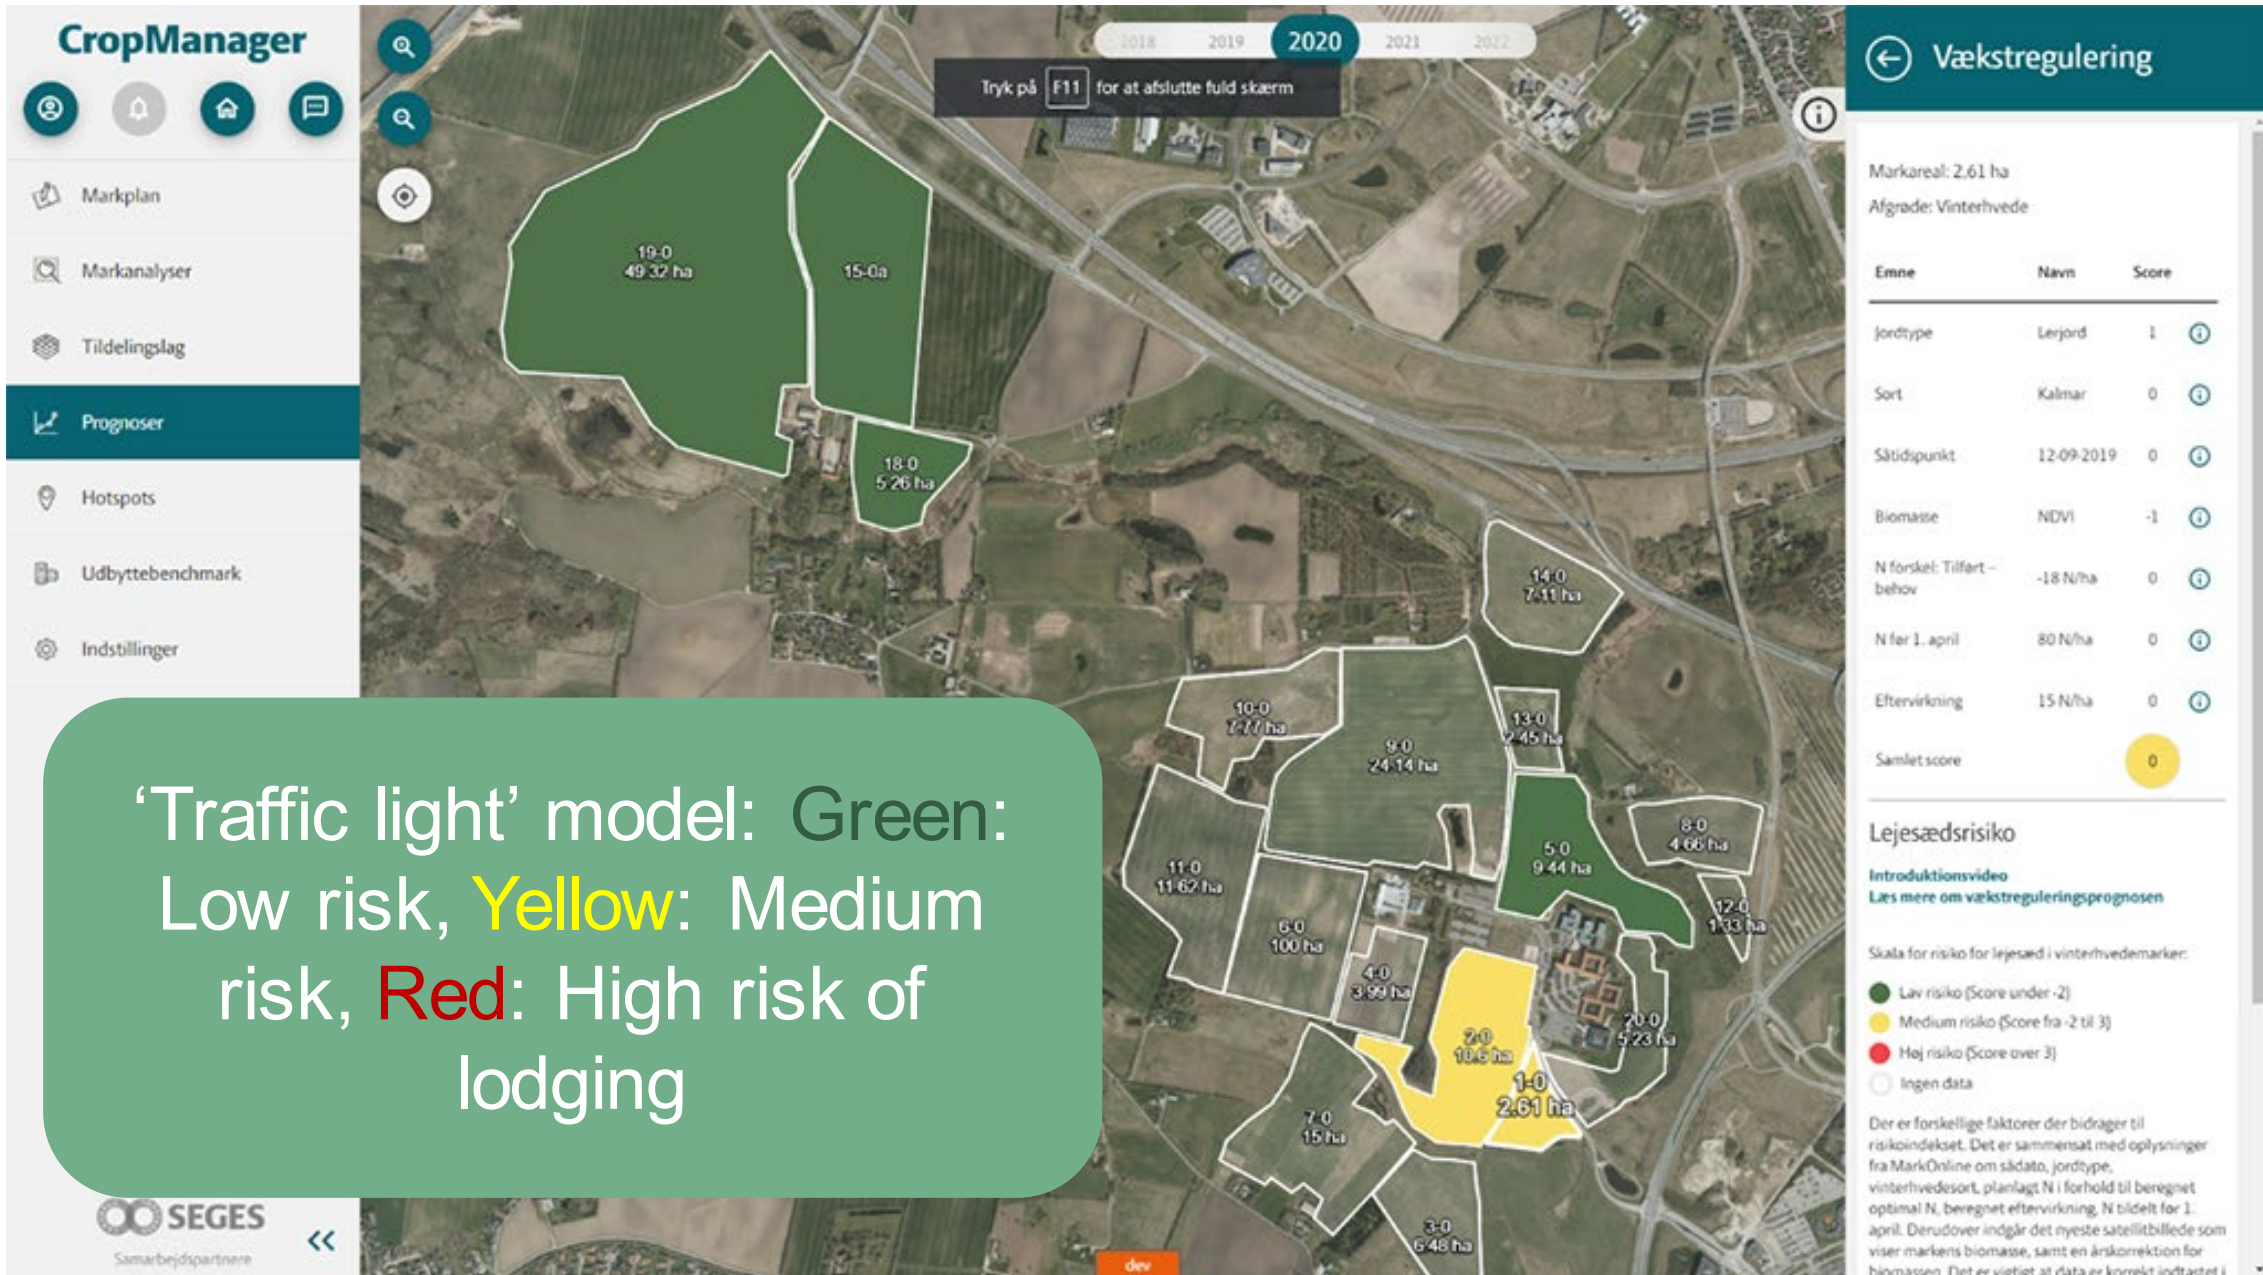 CropManager
Markplan
Markanalyser
Tildelingslag
Prognoser
Hotspots
Udbyttebenchmark
Indstillinger
SEGES
Samarbejdspartnere
2018 2019 2020 2021 2022
Tryk på F11 for at afslutte fuld skærm
19-0
49.32 ha
15-0a
18-0
5.26 ha
14-0
7.11 ha
10-0
7.77 ha
9-0
24.14 ha
13-0
2.45 ha
8-0
4.66 ha
5-0
9.44 ha
11-0
11.62 ha
12-0
1.33 ha
6-0
100 ha
4-0
3.99 ha
20-0
5.23 ha
2-0
10.6 ha
1-0
2.61 ha
7-0
15 ha
3-0
6.48 ha
dev
‘Traffic light’ model: Green:
Low risk, Yellow: Medium
risk, Red: High risk of
lodging
Vækstregulering
Markareal: 2,61 ha
Afgrøde: Vinterhvede
Emne Navn Score
Jordtype Lerjord 1
Sort Kalmar 0
Såtidspunkt 12-09-2019 0
Biomasse NDVI -1
N forskel: Tilført –
behov -18 N/ha 0
N før 1. april 80 N/ha 0
Eftervirkning 15 N/ha 0
Samlet score 0
Lejesædsrisiko
Introduktionsvideo
Læs mere om vækstreguleringsprognosen
Skala for risiko for lejesæd i vinterhvedemarker:
Lav risiko (Score under -2)
Medium risiko (Score fra -2 til 3)
Høj risiko (Score over 3)
Ingen data
Der er forskellige faktorer der bidrager til
risikoindekset. Det er sammensat med oplysninger
fra MarkOnline om sådato, jordtype,
vinterhvedesort, planlagt N i forhold til beregnet
optimal N, beregnet eftervirkning, N tildelt før 1.
april. Derudover indgår det nyeste satellitbillede som
viser markens biomasse, samt en årskorrektion for
biomassen. Det er vigtigt at data er korrekt indtastet i